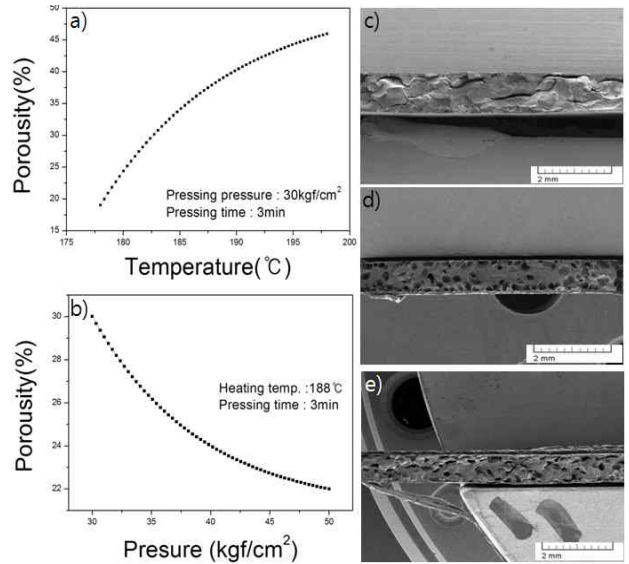 a)
Porousity(%)
50
45
40
35
30
25
20
15
Pressing pressure : 30kgf/cm²
Pressing time : 3min
175 180 185 190 195 200
Temperature(℃)
b)
Porousity(%)
30
28
26
24
22
Heating temp. :188℃
Pressing time : 3min
30 35 40 45 50
Presure (kgf/cm²)
c)
2 mm
d)
2 mm
e)
2 mm